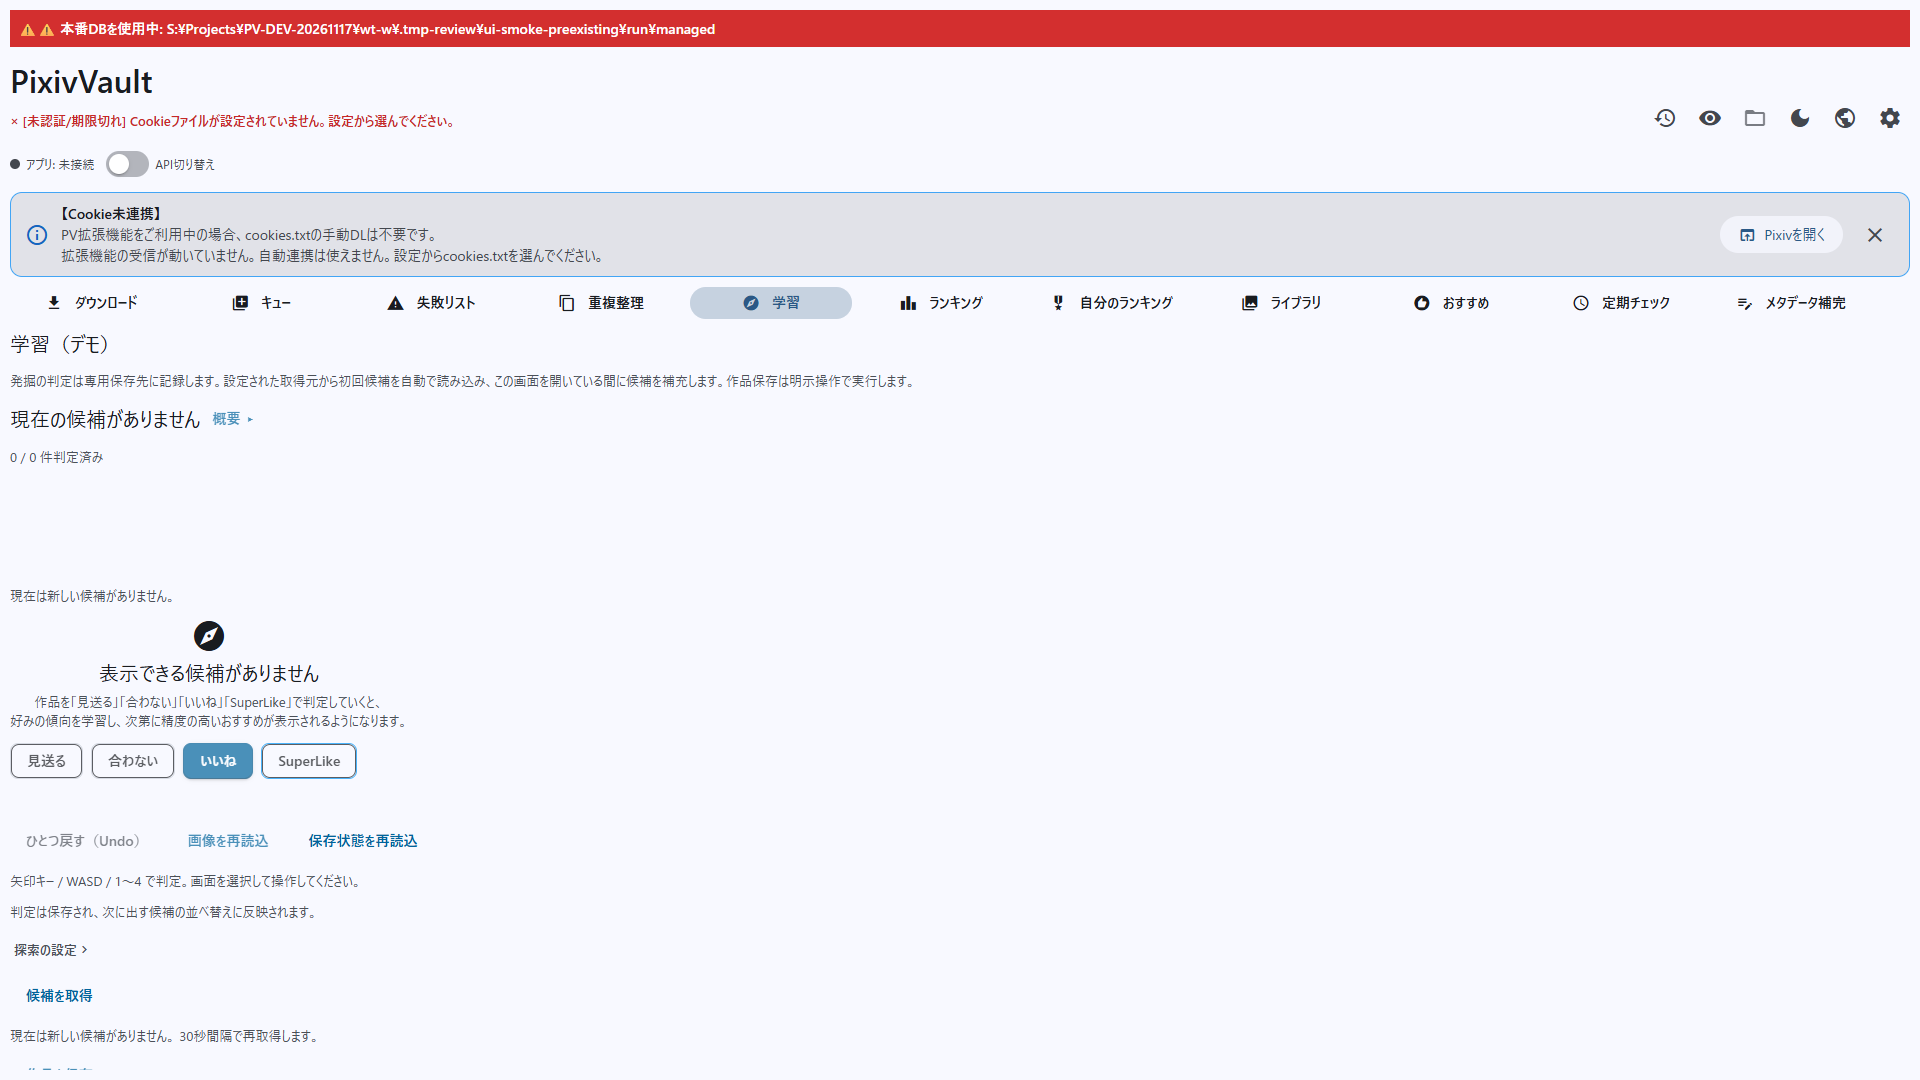 本番DBを使用中: S:¥Projects¥PV-DEV-20261117¥wt-w¥.tmp-review¥ui-smoke-preexisting¥run¥managed
PixivVault
× [未認証/期限切れ] Cookieファイルが設定されていません。設定から選んでください。
● アプリ: 未接続 API切り替え
【Cookie未連携】
PV拡張機能をご利用中の場合、cookies.txtの手動DLは不要です。
拡張機能の受信が動いていません。自動連携は使えません。設定からcookies.txtを選んでください。
Pixivを開く
ダウンロード キュー 失敗リスト 重複整理 学習 ランキング 自分のランキング ライブラリ おすすめ 定期チェック メタデータ補完
学習（デモ）
発掘の判定は専用保存先に記録します。設定された取得元から初回候補を自動で読み込み、この画面を開いている間に候補を補充します。作品保存は明示操作で実行します。
現在の候補がありません 概要 ▸
0 / 0 件判定済み
現在は新しい候補がありません。
表示できる候補がありません
作品を「見送る」「合わない」「いいね」「SuperLike」で判定していくと、
好みの傾向を学習し、次第に精度の高いおすすめが表示されるようになります。
見送る 合わない いいね SuperLike
ひとつ戻す（Undo） 画像を再読込 保存状態を再読込
矢印キー / WASD / 1～4 で判定。画面を選択して操作してください。
判定は保存され、次に出す候補の並べ替えに反映されます。
探索の設定 ›
候補を取得
現在は新しい候補がありません。30秒間隔で再取得します。